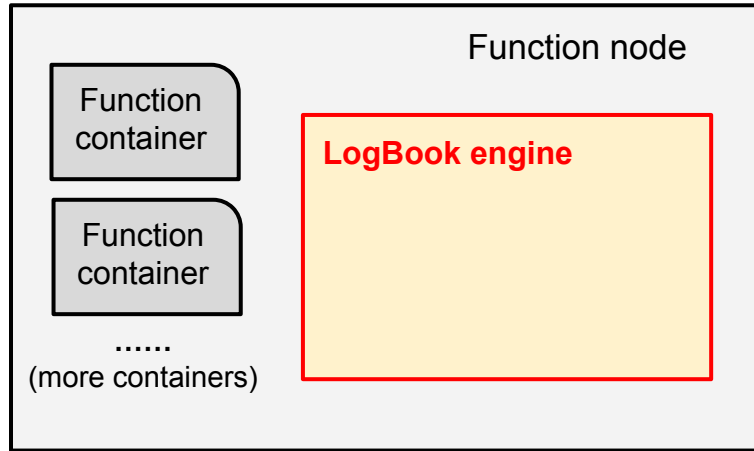 Function node
Function
container
LogBook engine
Function
container
......
(more containers)